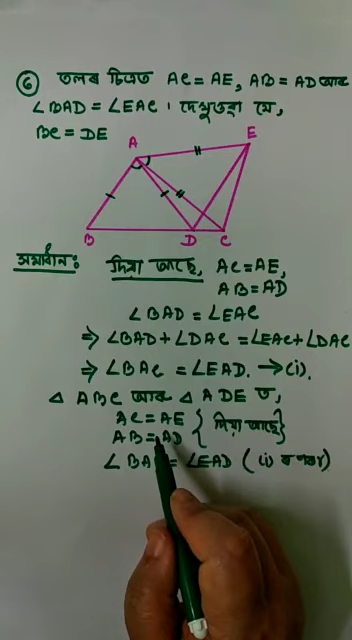 ⑥ তলৰ চিত্ৰত AC = AE, AB = AD আৰু
∠BAD = ∠EAC। দেখুওৱা যে,
BC = DE
A
E
B
D
C
সমাধান: দিয়া আছে, AC = AE,
AB = AD
∠BAD = ∠EAC
⇒ ∠BAD + ∠DAC = ∠EAC + ∠DAC
⇒ ∠BAC = ∠EAD. → (i).
△ ABC আৰু △ ADE ত,
AC = AE { দিয়া আছে}
AB = AD
= ∠EAD ( (i) ৰ পৰা)